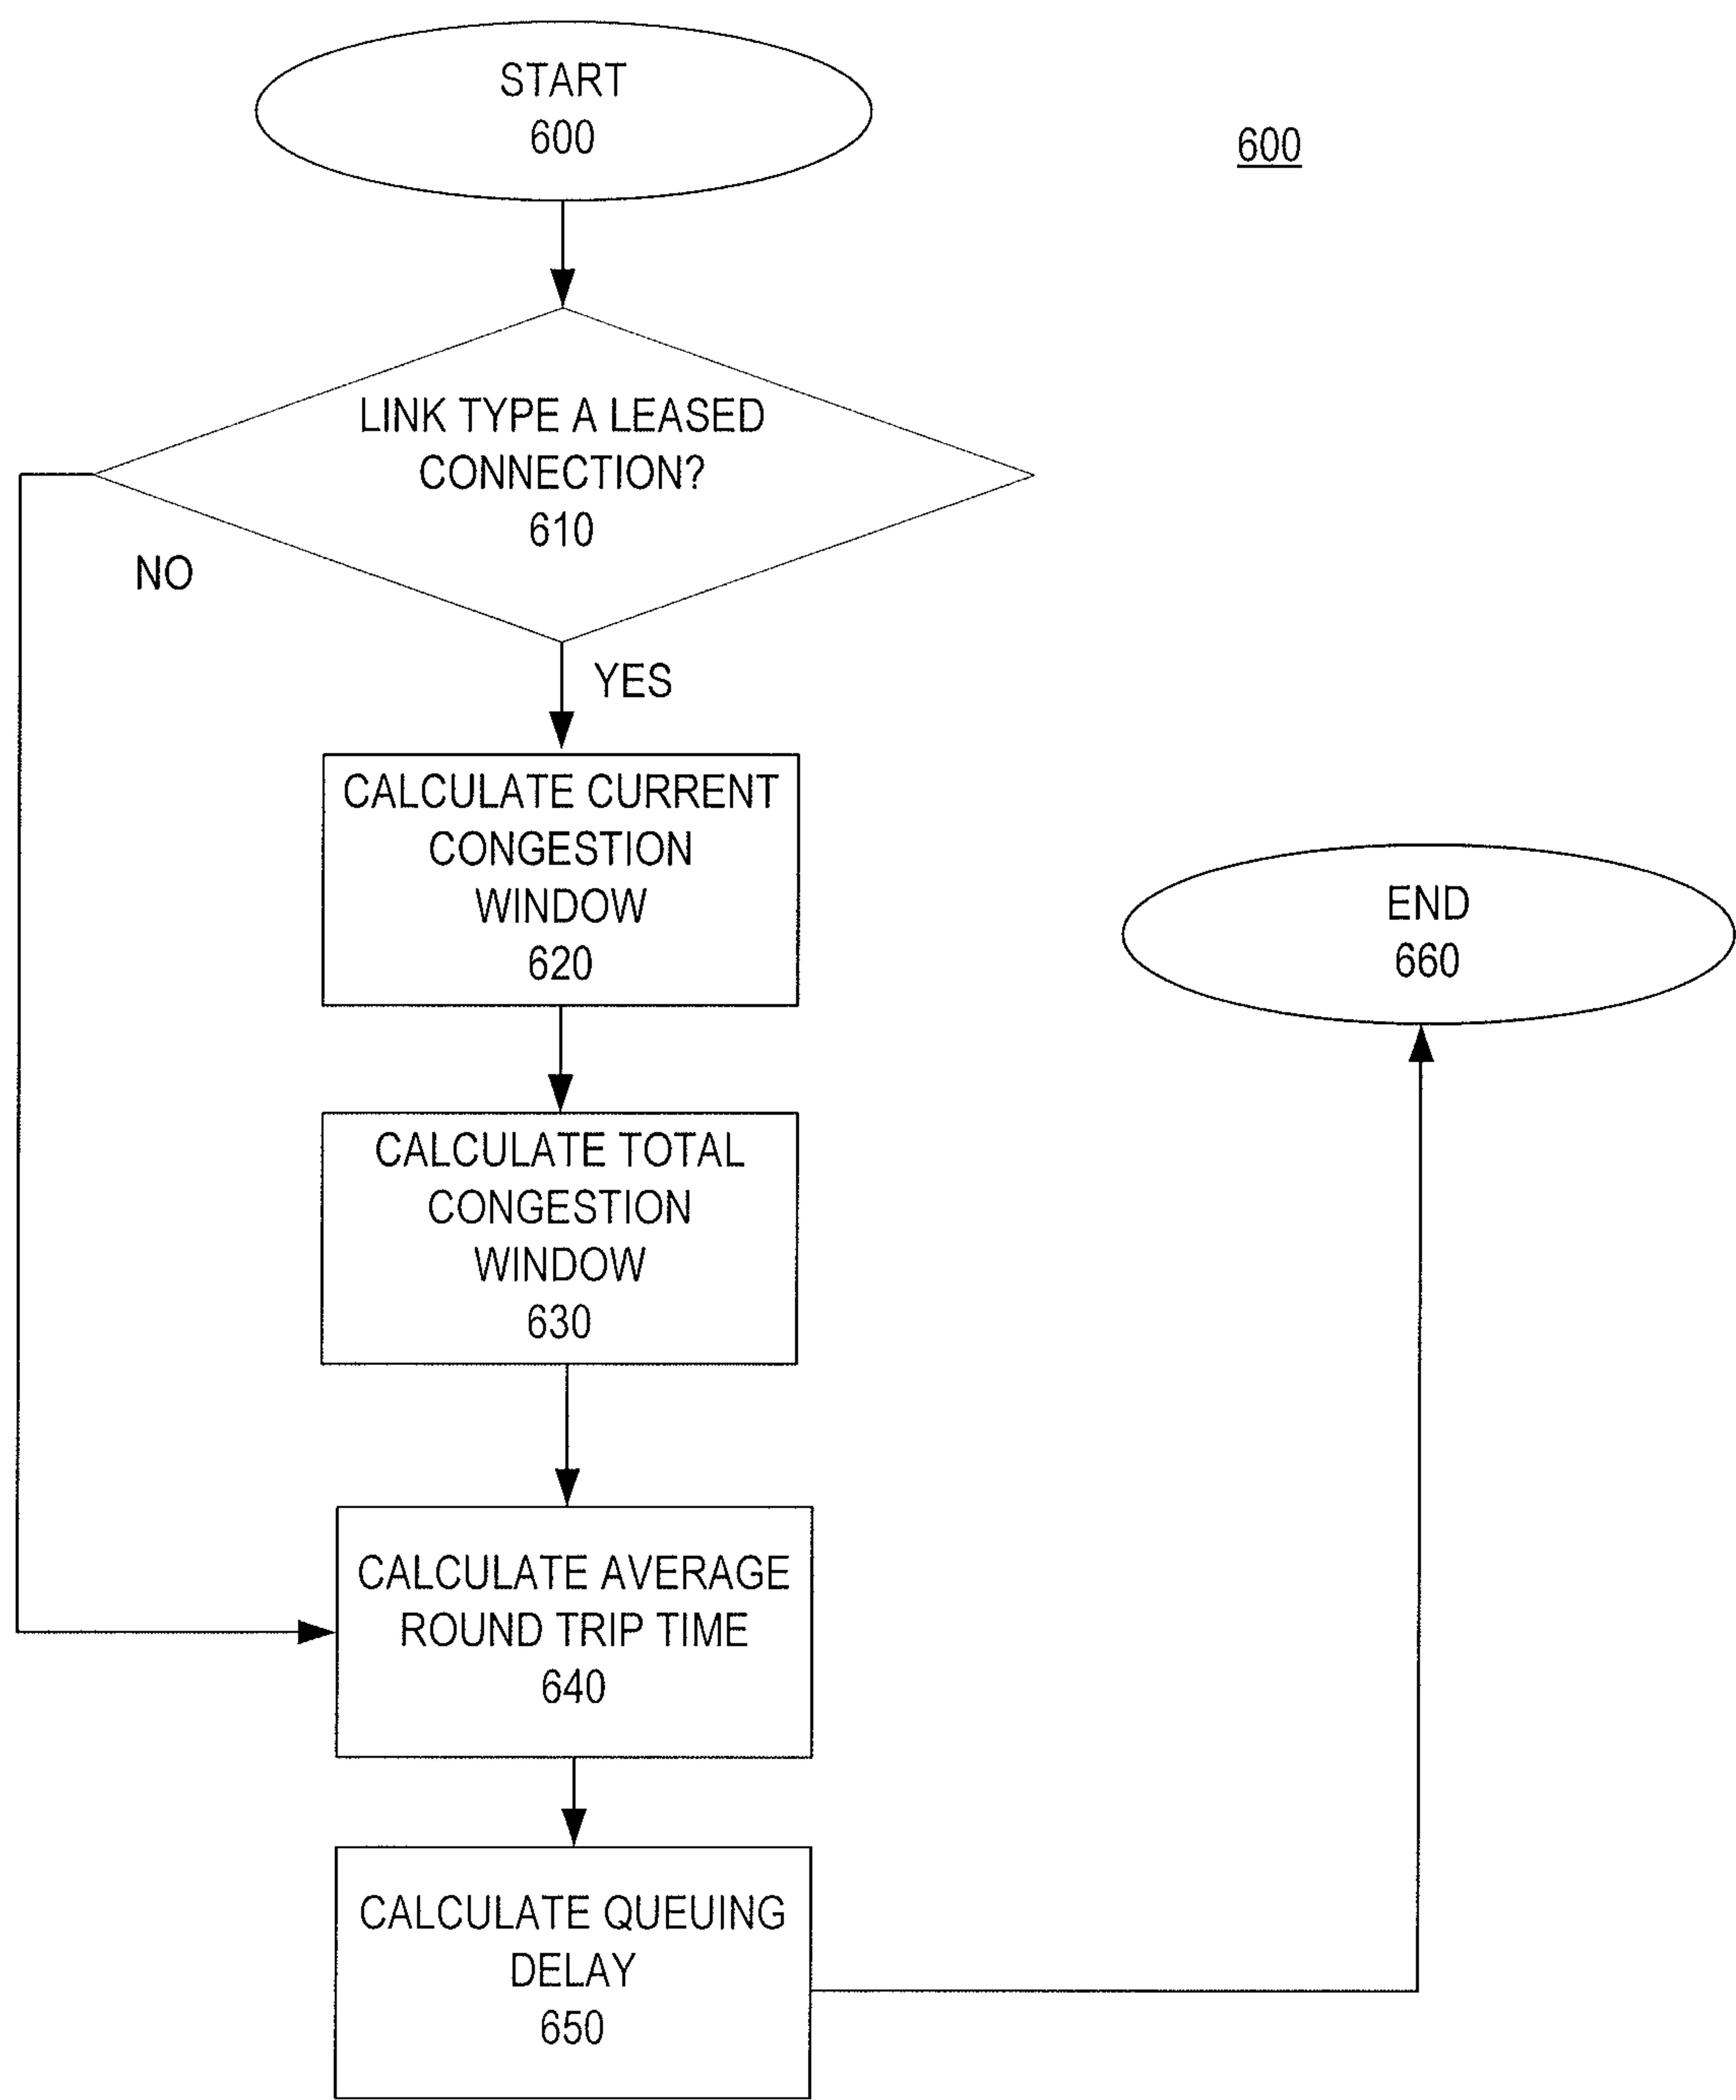 START
600
600
LINK TYPE A LEASED
CONNECTION?
610
NO
YES
CALCULATE CURRENT
CONGESTION
WINDOW
620
CALCULATE TOTAL
CONGESTION
WINDOW
630
END
660
CALCULATE AVERAGE
ROUND TRIP TIME
640
CALCULATE QUEUING
DELAY
650